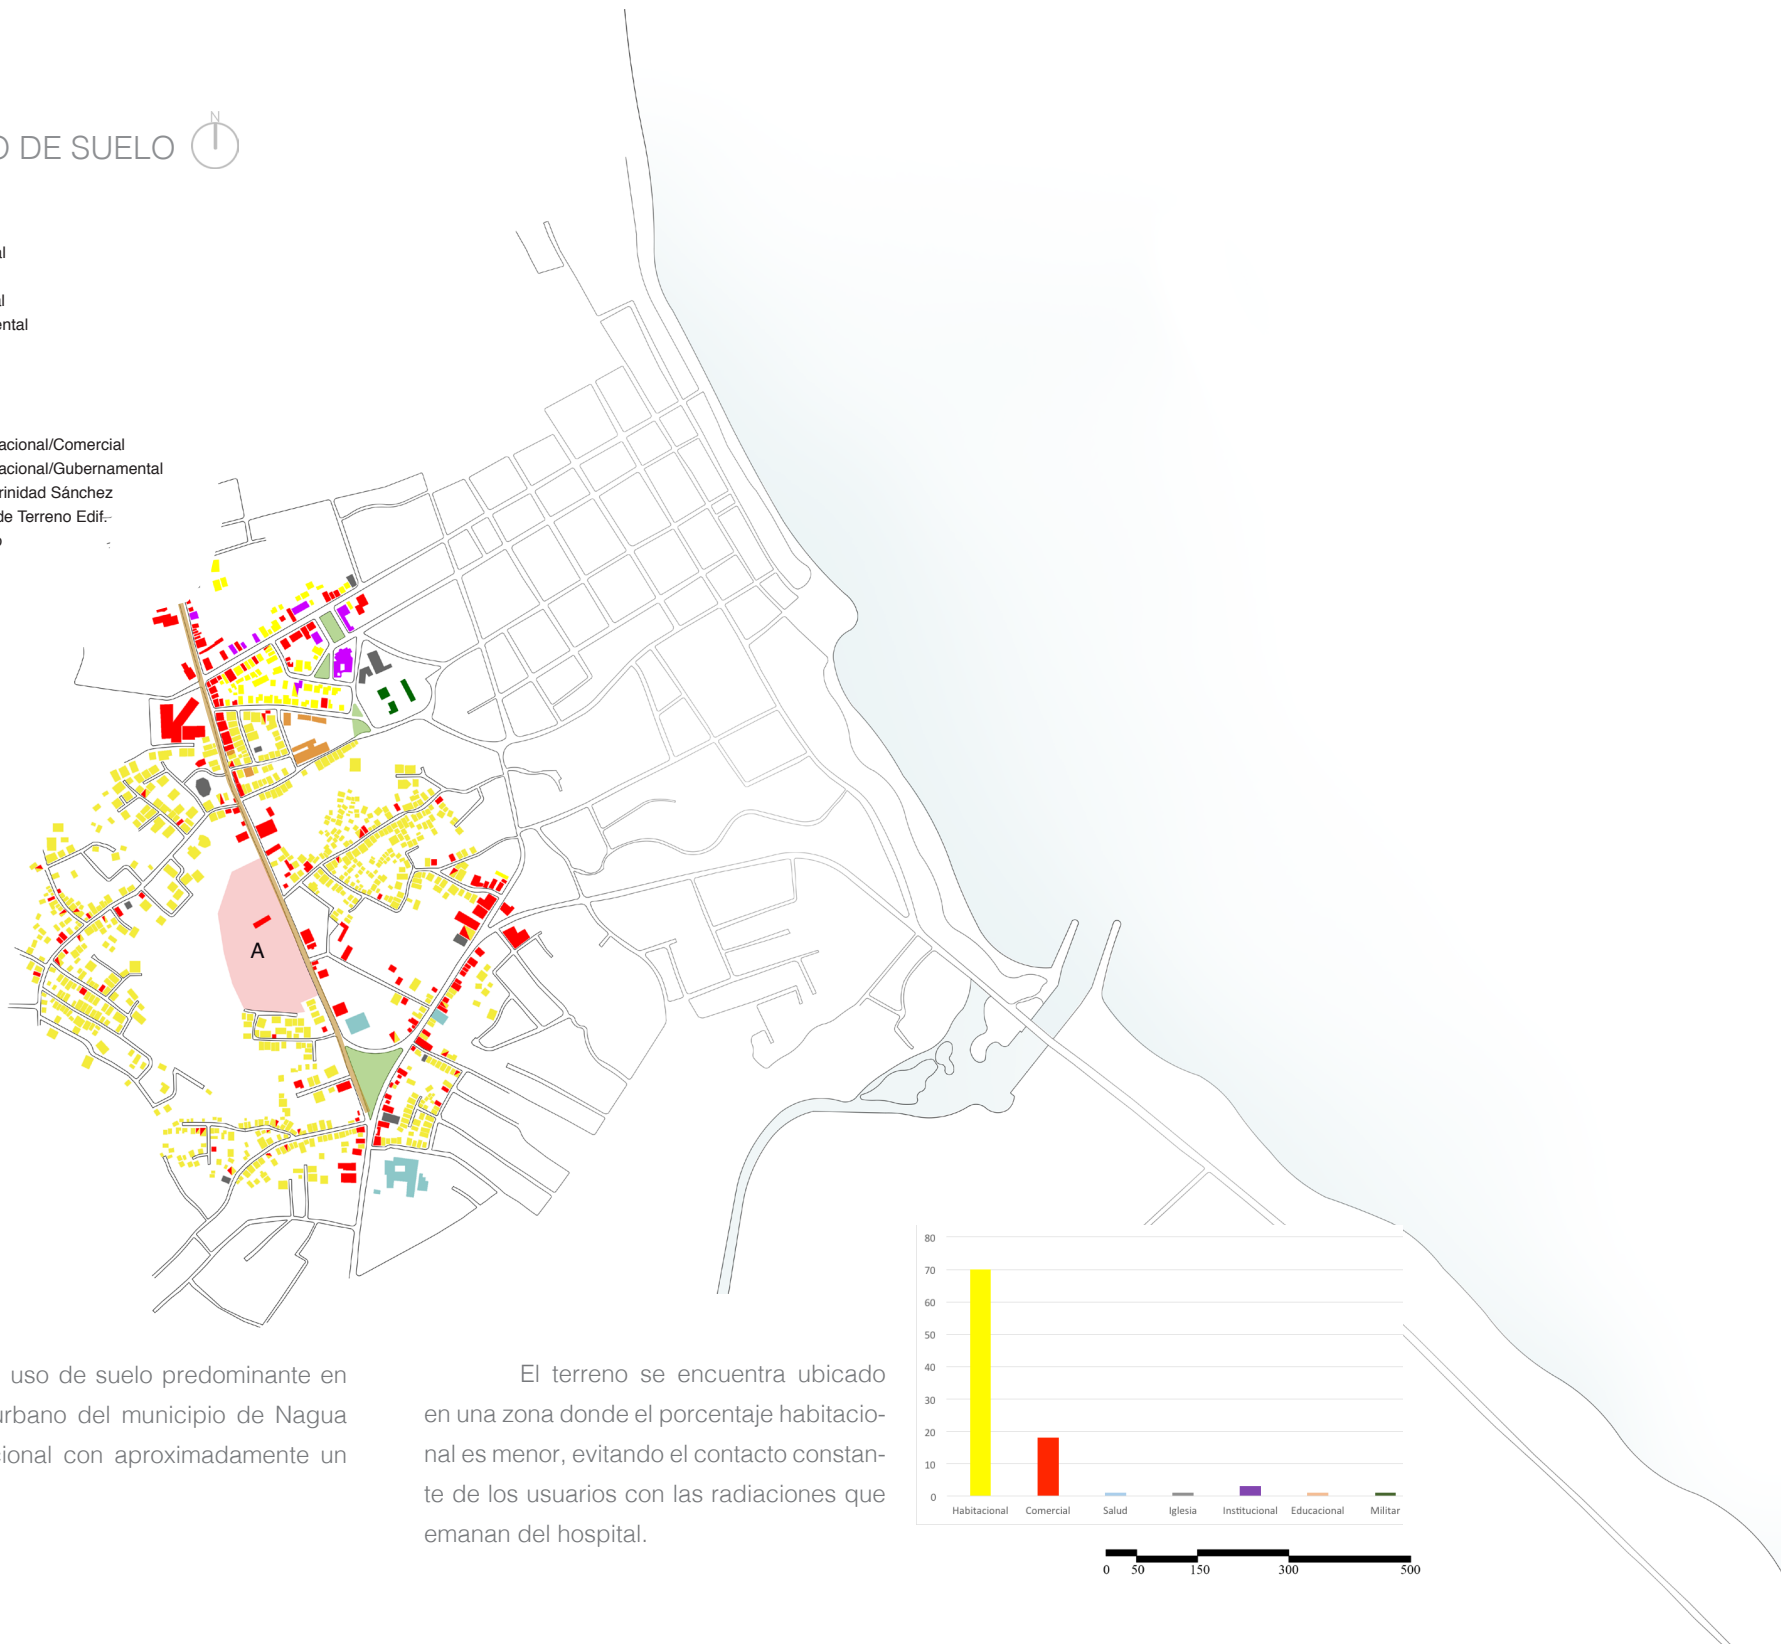 N
O DE SUELO
al
al
ental
acional/Comercial
acional/Gubernamental
rinidad Sánchez
de Terreno Edif.
A
uso de suelo predominante en
urbano del municipio de Nagua
cional con aproximadamente un
El terreno se encuentra ubicado
en una zona donde el porcentaje habitacio-
nal es menor, evitando el contacto constan-
te de los usuarios con las radiaciones que
emanan del hospital.
80
70
60
50
40
30
20
10
0
Habitacional Comercial Salud Iglesia Institucional Educacional Militar
0 50 150 300 500